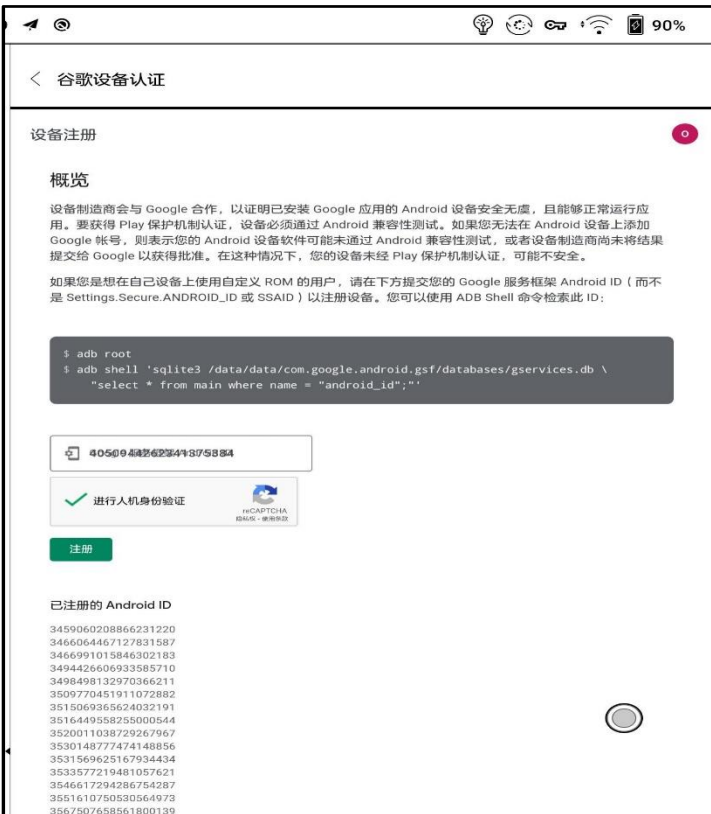 90%
谷歌设备认证
设备注册
O
概览
设备制造商会与 Google 合作，以证明已安装 Google 应用的 Android 设备安全无虞，且能够正常运行应
用。要获得 Play 保护机制认证，设备必须通过 Android 兼容性测试。如果您无法在 Android 设备上添加
Google 帐号，则表示您的 Android 设备软件可能未通过 Android 兼容性测试，或者设备制造商尚未将结果
提交给 Google 以获得批准。在这种情况下，您的设备未经 Play 保护机制认证，可能不安全。
如果您是想在自己设备上使用自定义 ROM 的用户，请在下方提交您的 Google 服务框架 Android ID（而不
是 Settings.Secure.ANDROID_ID 或 SSAID）以注册设备。您可以使用 ADB Shell 命令检索此 ID：
$ adb root
$ adb shell 'sqlite3 /data/data/com.google.android.gsf/databases/gservices.db \
"select * from main where name = "android_id";"'
进行人机身份验证
reCAPTCHA
隐私权 - 使用条款
注册
已注册的 Android ID
3459060208866231220
3466064467127831587
3466991015846302183
3494426606933585710
3498498132970366211
3509770451911072882
3515069365624032191
3516449558255000544
3520011038729267967
3530148777474148856
3531569625167934434
3533577219481057621
3546617294286754287
3551610750530564973
3567507658561800139